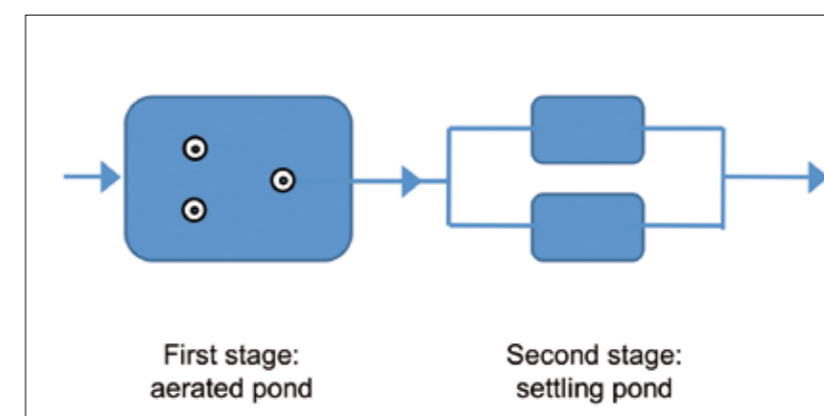 First stage:
aerated pond
Second stage:
settling pond